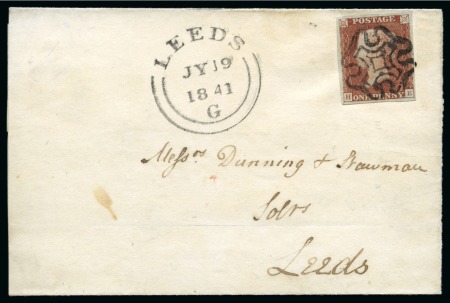 LEEDS
JY 19
1841
G
POSTAGE
ONE PENNY
H E
Messrs Dunning & Newman
Solrs
Leeds